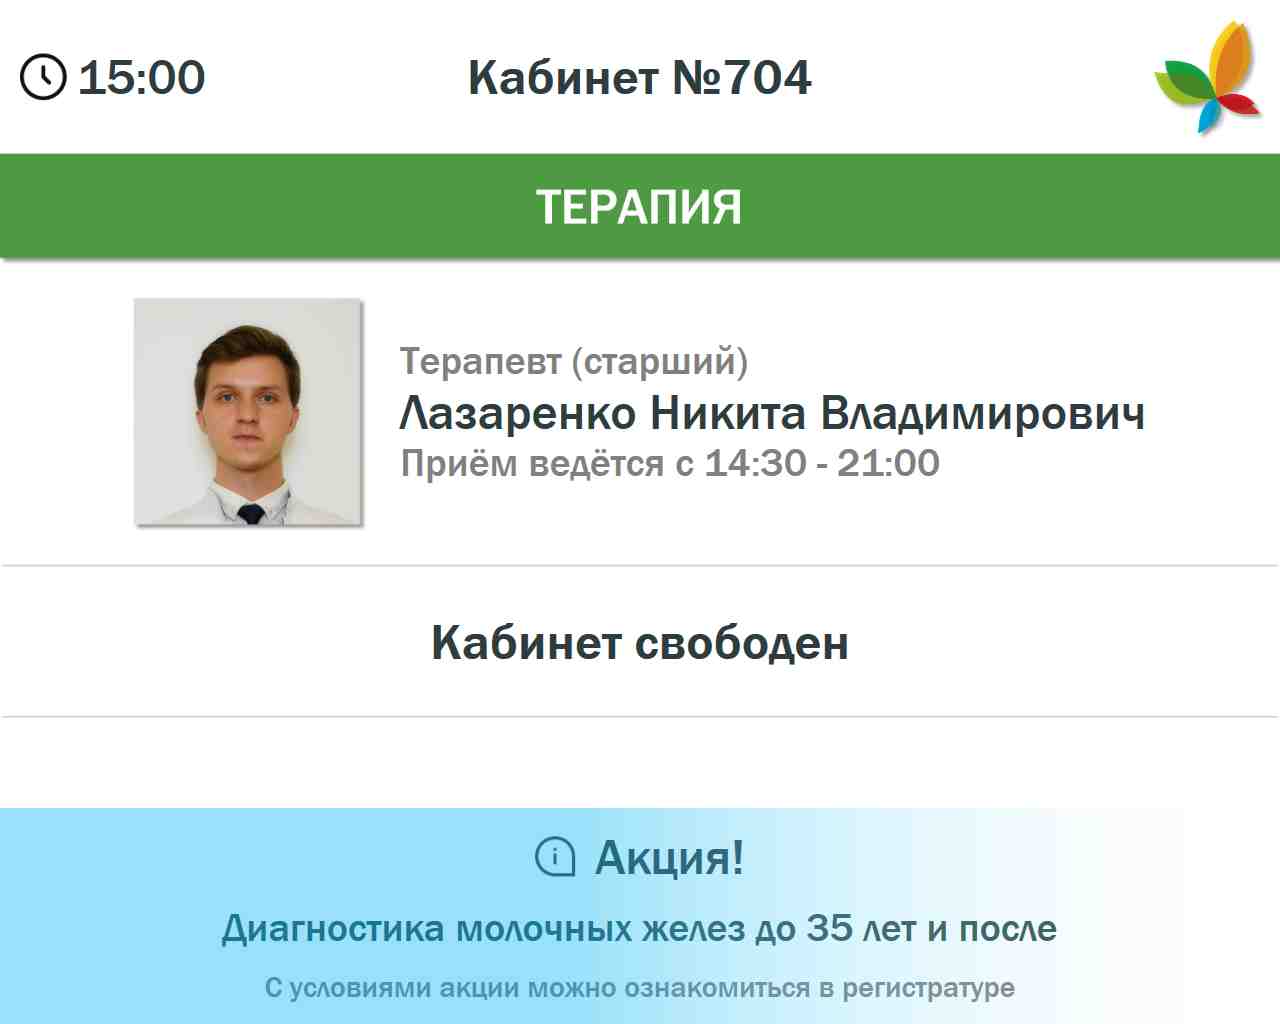 15:00
Кабинет №704
ТЕРАПИЯ
Терапевт (старший)
Лазаренко Никита Владимирович
Приём ведётся с 14:30 - 21:00
Кабинет свободен
Акция!
Диагностика молочных желез до 35 лет и после
С условиями акции можно ознакомиться в регистратуре